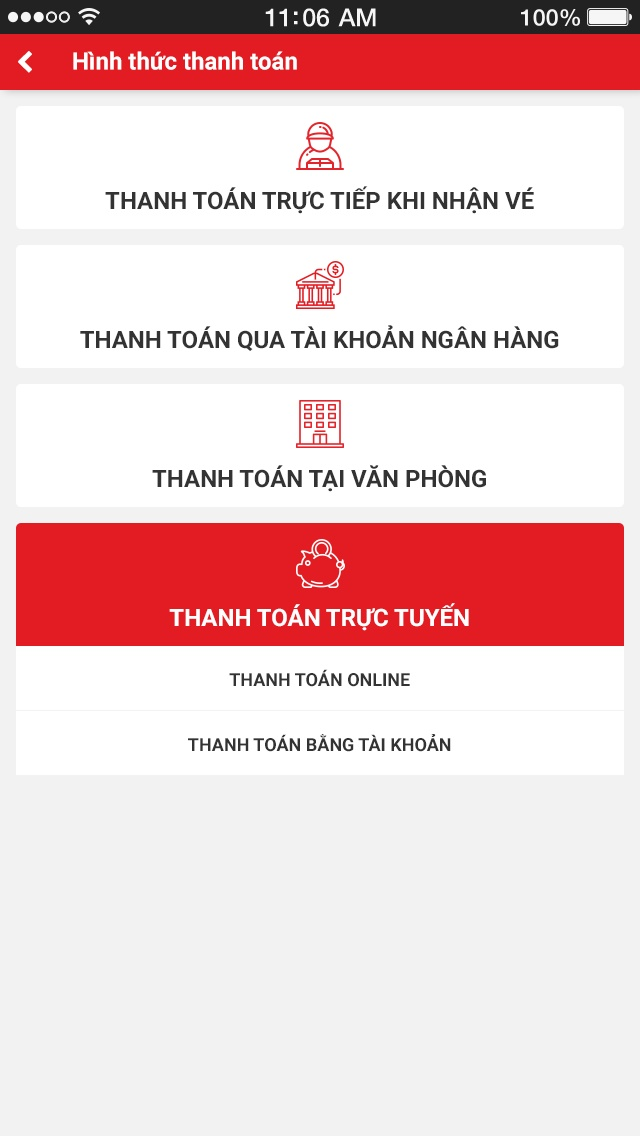 11:06 AM
100%
Hình thức thanh toán
THANH TOÁN TRỰC TIẾP KHI NHẬN VÉ
THANH TOÁN QUA TÀI KHOẢN NGÂN HÀNG
THANH TOÁN TẠI VĂN PHÒNG
THANH TOÁN TRỰC TUYẾN
THANH TOÁN ONLINE
THANH TOÁN BẰNG TÀI KHOẢN